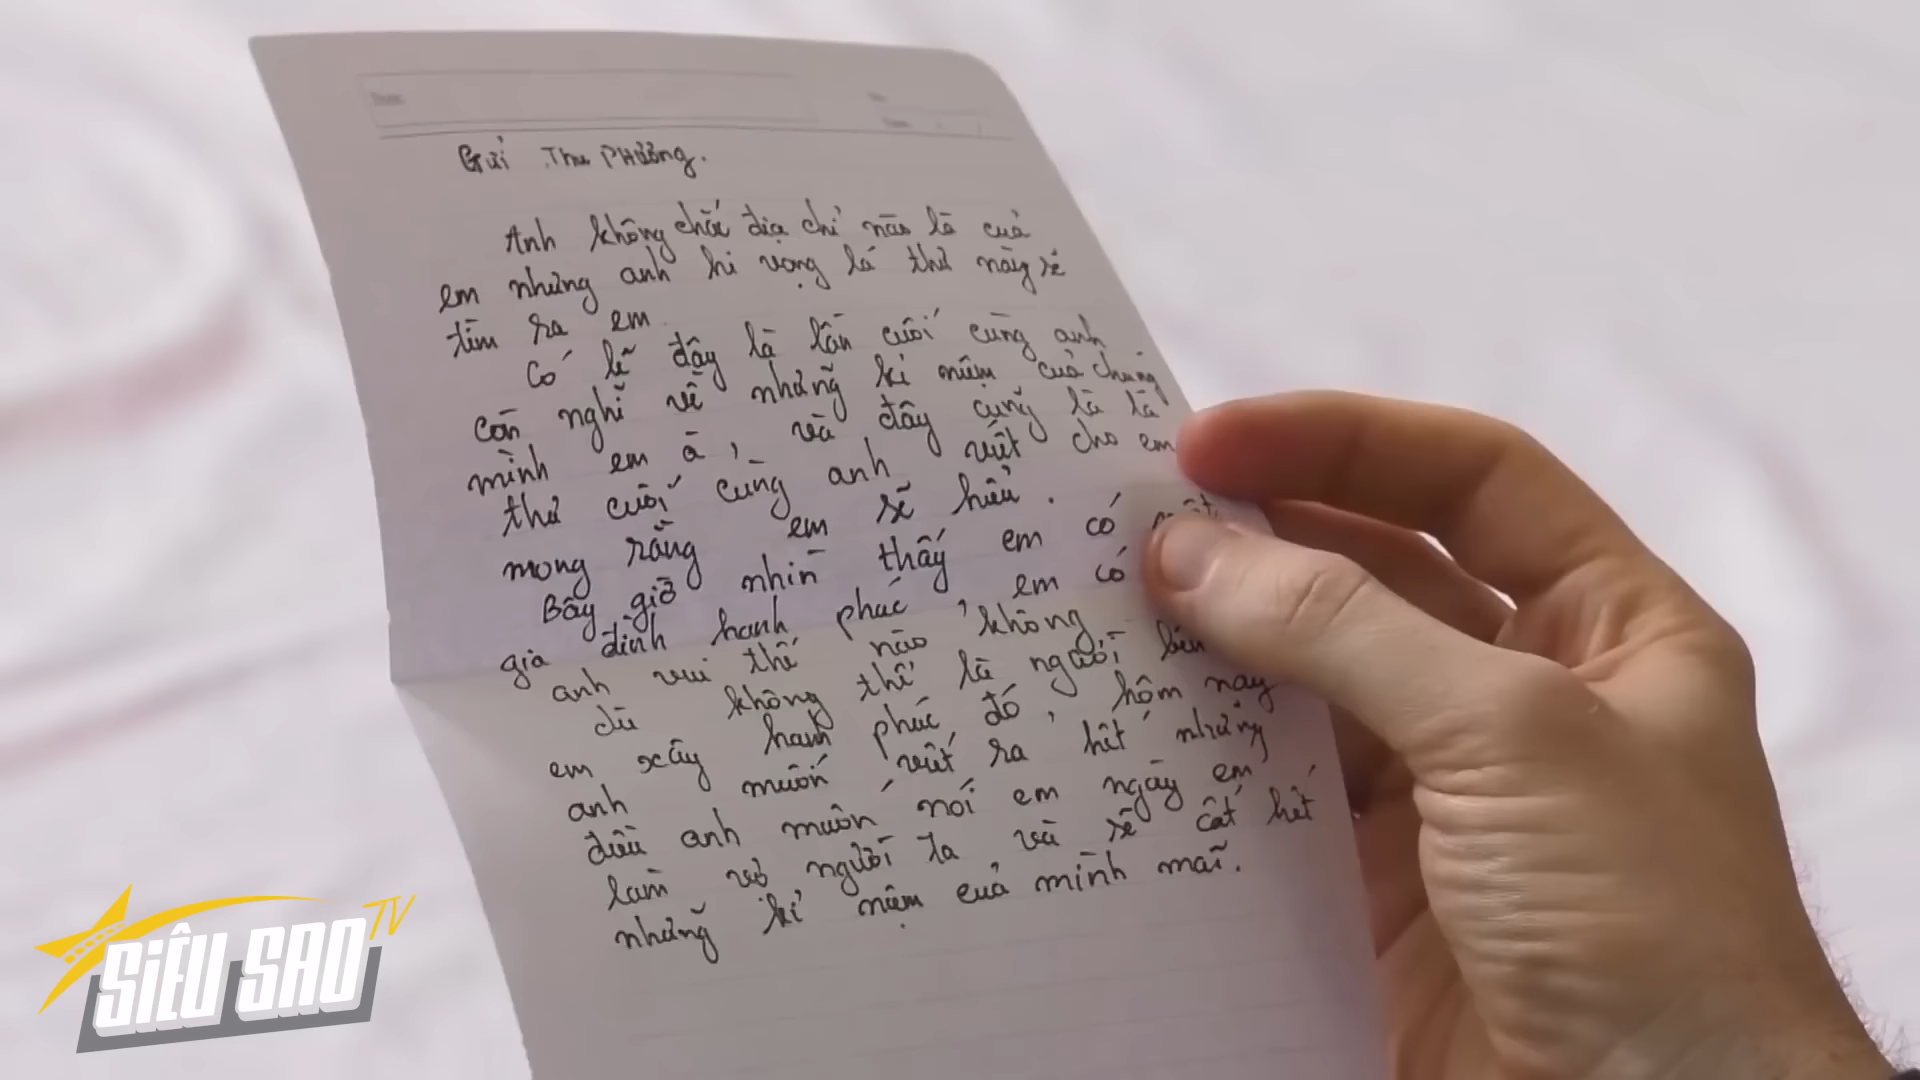 Gửi Thu Phương.
Anh không chắc địa chỉ nào là của
em nhưng anh hi vọng lá thư này sẽ
tìm ra em
Có lẽ đây là lần cuối cùng anh
còn nghĩ về những kỉ niệm của chúng
mình em à, và đây cũng là lá
thư cuối cùng anh viết cho em
mong rằng em sẽ hiểu.
Bây giờ nhìn thấy em có một
gia đình hạnh phúc, em có
anh vui thế nào không
dù không thể là người bên
em xây hạnh phúc đó, hôm nay
anh muốn viết ra hết những
điều anh muốn nói em ngày em
làm vợ người ta và sẽ cất hết
những kỉ niệm của mình mãi.
SIÊU SAO TV